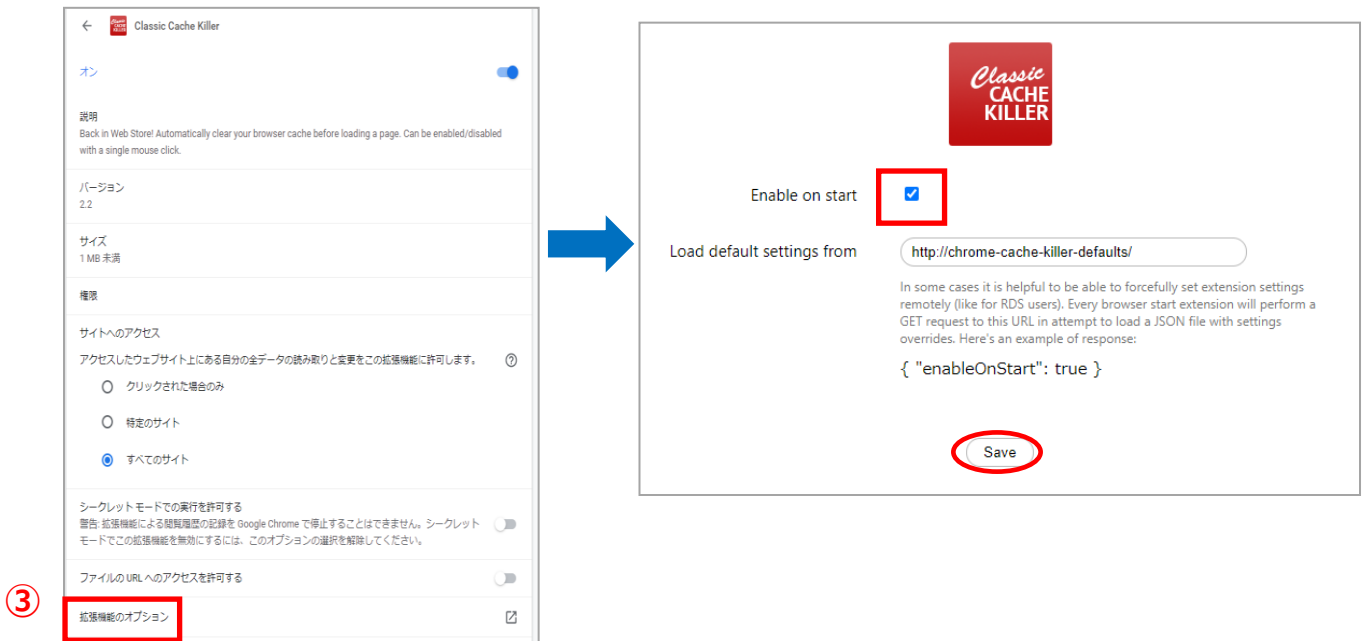 Classic Cache Killer
オン
説明
Back in Web Store! Automatically clear your browser cache before loading a page. Can be enabled/disabled
with a single mouse click.
バージョン
2.2
サイズ
1 MB 未満
権限
サイトへのアクセス
アクセスしたウェブサイト上にある自分の全データの読み取りと変更をこの拡張機能に許可します。
クリックされた場合のみ
特定のサイト
すべてのサイト
シークレット モードでの実行を許可する
警告: 拡張機能による閲覧履歴の記録を Google Chrome で停止することはできません。シークレット
モードでこの拡張機能を無効にするには、このオプションの選択を解除してください。
ファイルの URL へのアクセスを許可する
③
拡張機能のオプション
Classic
CACHE
KILLER
Enable on start
Load default settings from
http://chrome-cache-killer-defaults/
In some cases it is helpful to be able to forcefully set extension settings
remotely (like for RDS users). Every browser start extension will perform a
GET request to this URL in attempt to load a JSON file with settings
overrides. Here's an example of response:
{ "enableOnStart": true }
Save